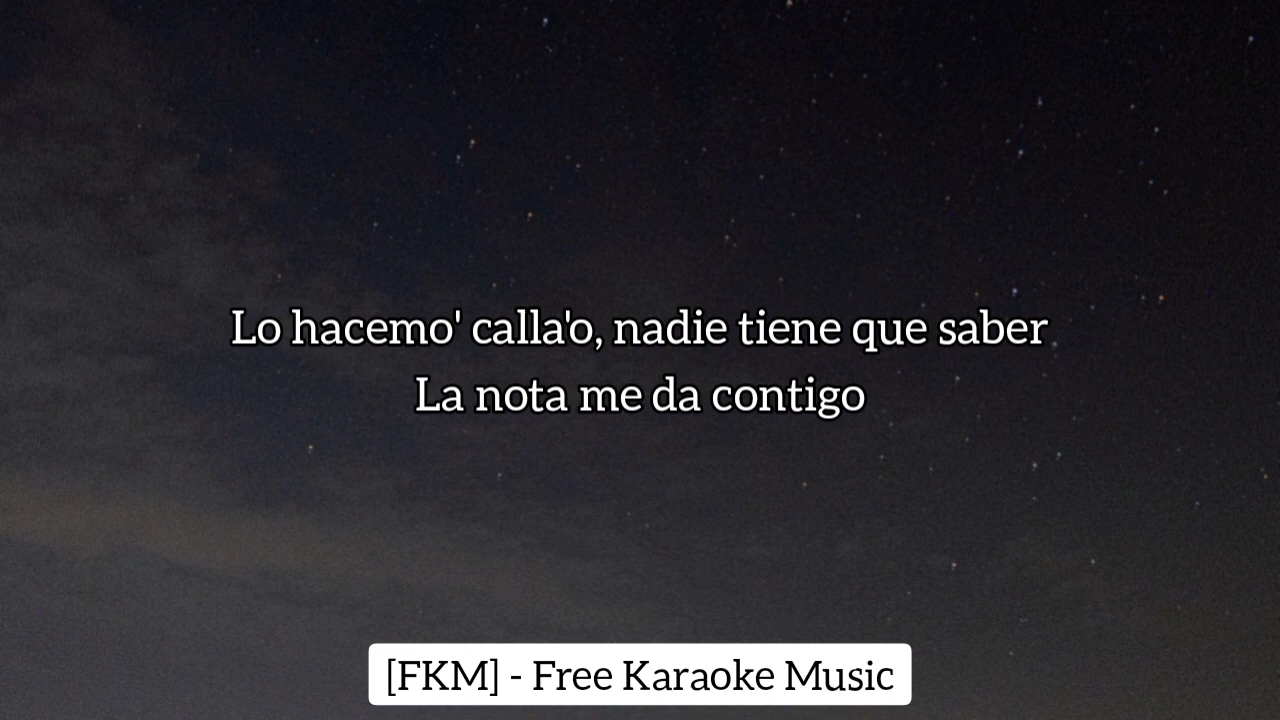 Lo hacemo' calla'o, nadie tiene que saber
La nota me da contigo
[FKM] - Free Karaoke Music